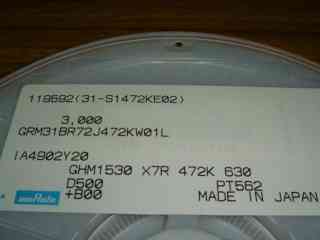 119692(31-S1472KE02)
3,000
GRM31BR72J472KW01L
IA4902Y20
GHM1530 X7R 472K 630
D500 PT562
+B00 MADE IN JAPAN
muRata